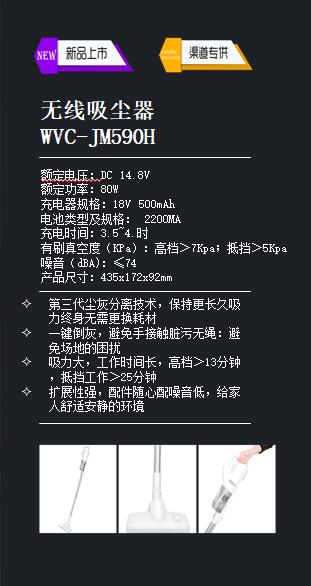 NEW 新品上市
渠道专供
无线吸尘器
WVC-JM590H
额定电压:DC 14.8V
额定功率:80W
充电器规格:18V 500mAh
电池类型及规格: 2200MA
充电时间:3.5~4.时
有刷真空度(KPa):高档＞7Kpa;抵挡＞5Kpa
噪音(dBA):≤74
产品尺寸:435x172x92mm
第三代尘灰分离技术，保持更长久吸
力终身无需更换耗材
一键倒灰，避免手接触脏污无绳：避
免场地的困扰
吸力大，工作时间长，高档＞13分钟
，抵挡工作＞25分钟
扩展性强，配件随心配噪音低，给家
人舒适安静的环境